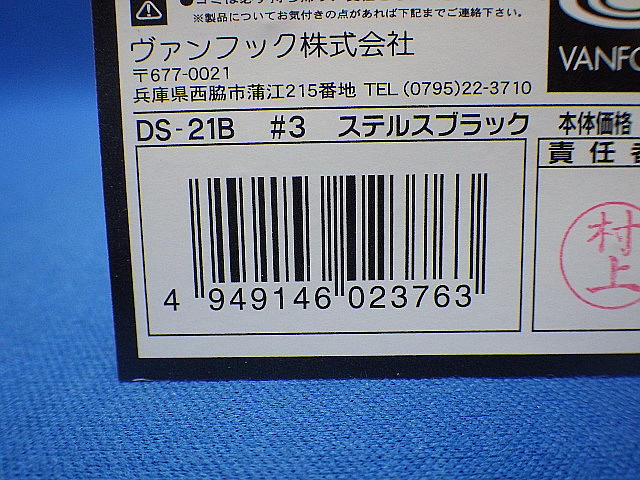 ※製品についてお気付きの点があれば下記までご連絡下さい。
ヴァンフック株式会社
〒677-0021
兵庫県西脇市蒲江215番地 TEL(0795)22-3710
VANFO
DS-21B #3 ステルスブラック 本体価格
責任者
4 949146 023763
村上